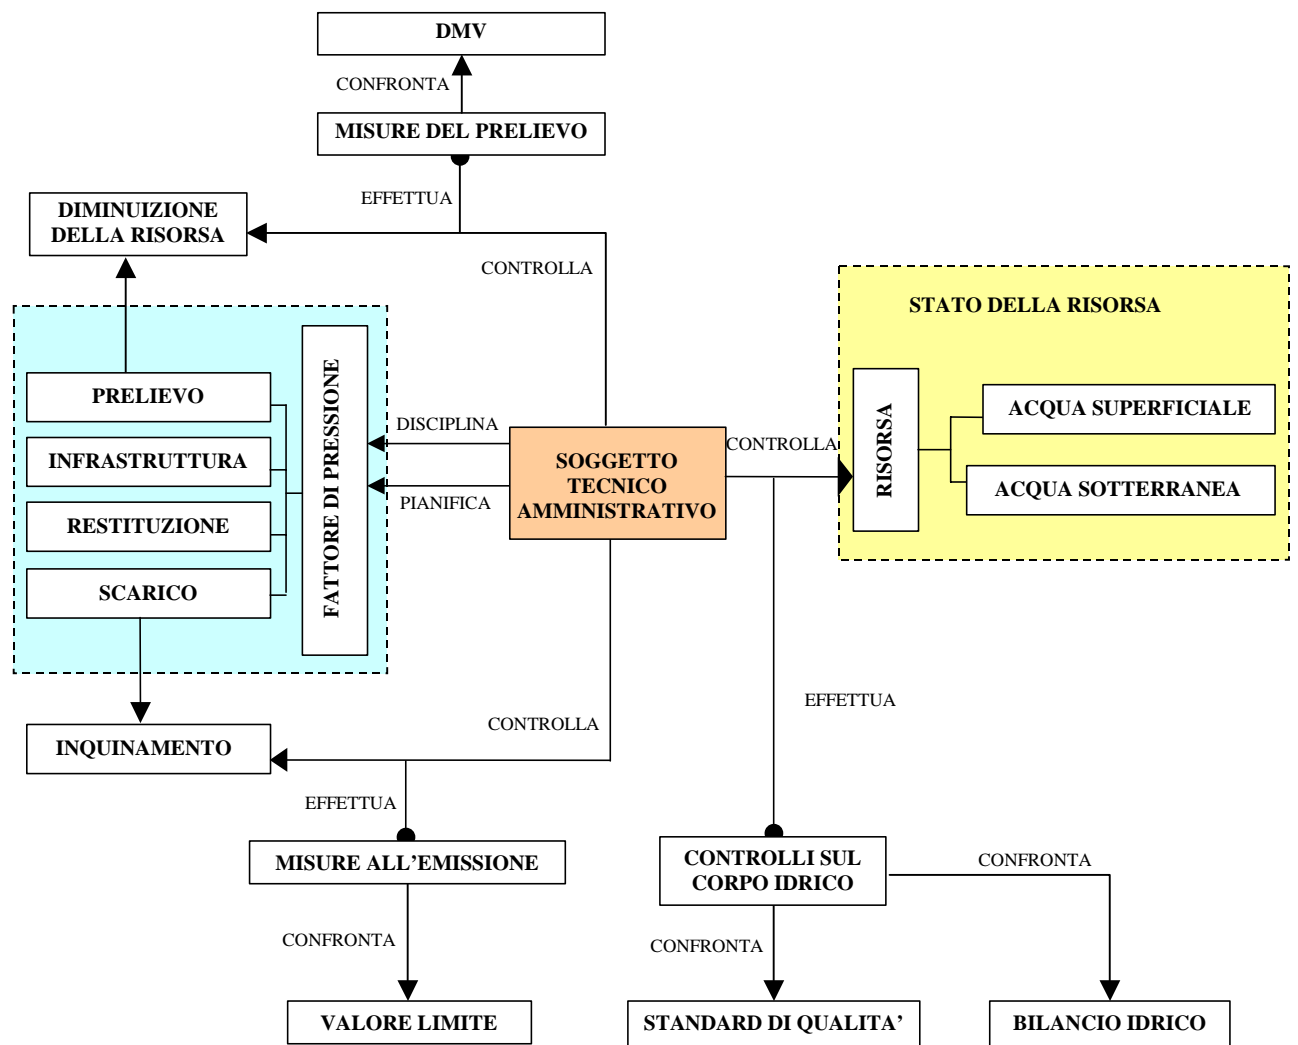 DMV
CONFRONTA
MISURE DEL PRELIEVO
EFFETTUA
DIMINUIZIONE
DELLA RISORSA
CONTROLLA
STATO DELLA RISORSA
FATTORE DI PRESSIONE
PRELIEVO
INFRASTRUTTURA
RESTITUZIONE
SCARICO
DISCIPLINA
PIANIFICA
SOGGETTO
TECNICO
AMMINISTRATIVO
CONTROLLA
RISORSA
ACQUA SUPERFICIALE
ACQUA SOTTERRANEA
EFFETTUA
CONTROLLA
INQUINAMENTO
EFFETTUA
MISURE ALL’EMISSIONE
CONTROLLI SUL
CORPO IDRICO
CONFRONTA
CONFRONTA
CONFRONTA
VALORE LIMITE
STANDARD DI QUALITA’
BILANCIO IDRICO